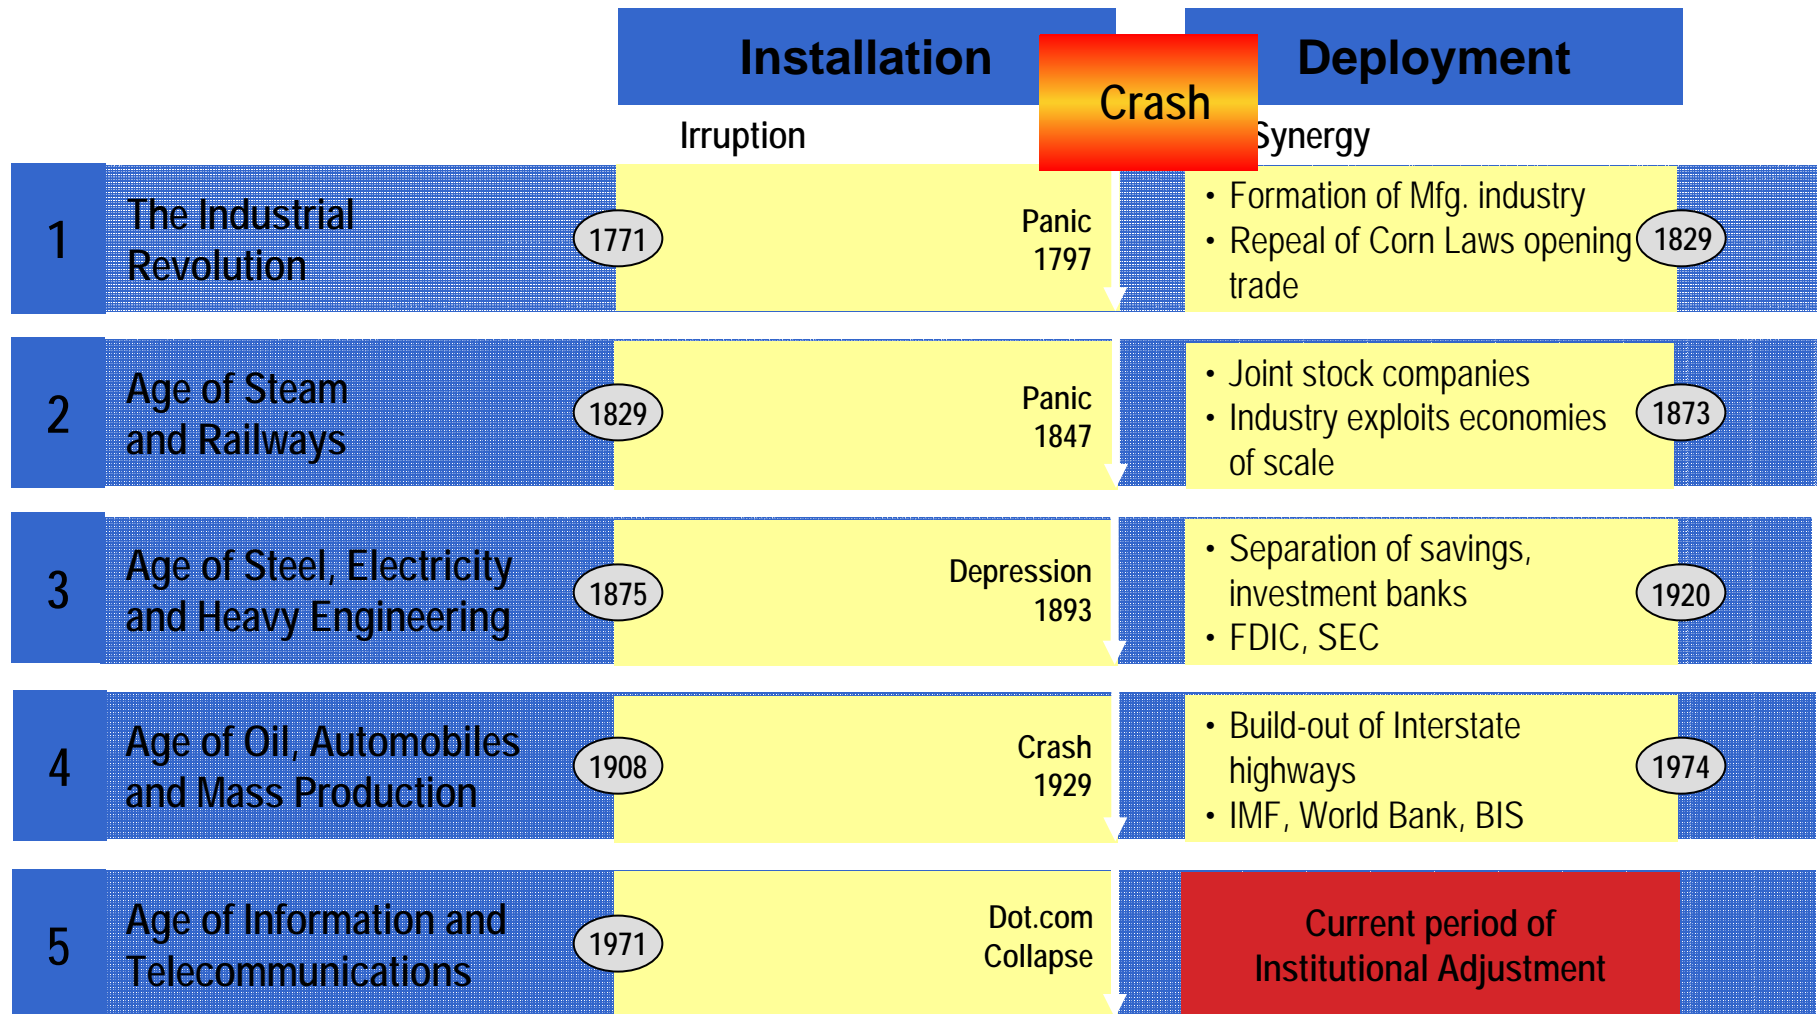 Installation
Crash
Deployment
Irruption
Synergy
1
The Industrial
Revolution
1771
Panic
1797
• Formation of Mfg. industry
• Repeal of Corn Laws opening
trade
1829
2
Age of Steam
and Railways
1829
Panic
1847
• Joint stock companies
• Industry exploits economies
of scale
1873
3
Age of Steel, Electricity
and Heavy Engineering
1875
Depression
1893
• Separation of savings,
investment banks
• FDIC, SEC
1920
4
Age of Oil, Automobiles
and Mass Production
1908
Crash
1929
• Build-out of Interstate
highways
• IMF, World Bank, BIS
1974
5
Age of Information and
Telecommunications
1971
Dot.com
Collapse
Current period of
Institutional Adjustment